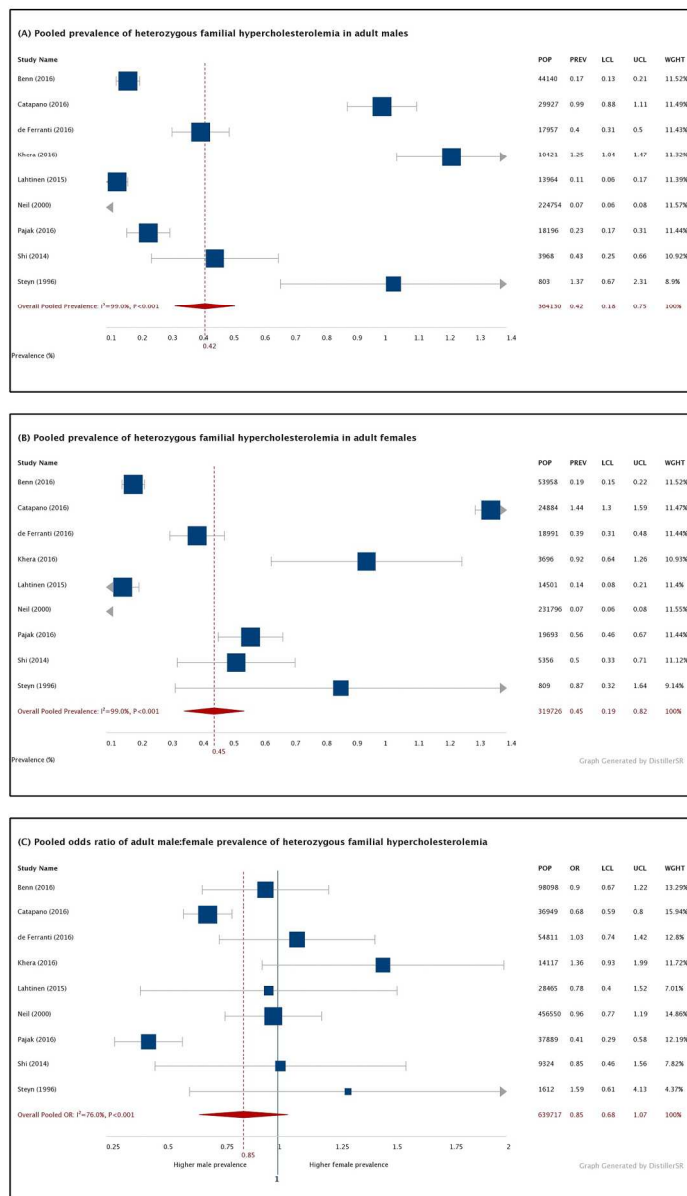 (A) Pooled prevalence of heterozygous familial hypercholesterolemia in adult males
Study Name POP PREV LCL UCL WGHT
Benn (2016) 44140 0.17 0.13 0.21 11.52%
Catapano (2016) 29927 0.99 0.88 1.11 11.49%
de Ferranti (2016) 17957 0.4 0.31 0.5 11.43%
Khera (2016) 1.25 1.04 1.47 11.32%
Lahtinen (2015) 13964 0.11 0.06 0.17 11.39%
Neil (2000) 224754 0.07 0.06 0.08 11.57%
Pajak (2016) 18196 0.23 0.17 0.31 11.44%
Shi (2014) 3968 0.43 0.25 0.66 10.92%
Steyn (1996) 803 1.37 0.67 2.31 8.9%
Overall Pooled Prevalence: I²=99.0%, P<0.001 364130 0.42 0.18 0.75 100%
0.1 0.2 0.3 0.4 0.5 0.6 0.7 0.8 0.9 1 1.1 1.2 1.3 1.4
0.42
Prevalence (%)
(B) Pooled prevalence of heterozygous familial hypercholesterolemia in adult females
Study Name POP PREV LCL UCL WGHT
Benn (2016) 53958 0.19 0.15 0.22 11.52%
Catapano (2016) 24884 1.44 1.3 1.59 11.47%
de Ferranti (2016) 18991 0.39 0.31 0.48 11.44%
Khera (2016) 3696 0.92 0.64 1.26 10.93%
Lahtinen (2015) 14501 0.14 0.08 0.21 11.4%
Neil (2000) 231796 0.07 0.06 0.08 11.55%
Pajak (2016) 19693 0.56 0.46 0.67 11.44%
Shi (2014) 5356 0.5 0.33 0.71 11.12%
Steyn (1996) 809 0.87 0.32 1.64 9.14%
Overall Pooled Prevalence: I²=99.0%, P<0.001 319726 0.45 0.19 0.82 100%
0.1 0.2 0.3 0.4 0.5 0.6 0.7 0.8 0.9 1 1.1 1.2 1.3 1.4
0.45
Prevalence (%) Graph Generated by DistillerSR
(C) Pooled odds ratio of adult male:female prevalence of heterozygous familial hypercholesterolemia
Study Name POP OR LCL UCL WGHT
Benn (2016) 98098 0.9 0.67 1.22 13.29%
Catapano (2016) 36949 0.68 0.59 0.8 15.94%
de Ferranti (2016) 54811 1.03 0.74 1.42 12.8%
Khera (2016) 14117 1.36 0.93 1.99 11.72%
Lahtinen (2015) 28465 0.78 0.4 1.52 7.01%
Neil (2000) 456550 0.96 0.77 1.19 14.86%
Pajak (2016) 37889 0.41 0.29 0.58 12.19%
Shi (2014) 9324 0.85 0.46 1.56 7.82%
Steyn (1996) 1612 1.59 0.61 4.13 4.37%
Overall Pooled OR: I²=76.0%, P<0.001 639717 0.85 0.68 1.07 100%
0.25 0.5 0.75 1 1.25 1.5 2
0.85
Higher male prevalence Higher female prevalence
Graph Generated by DistillerSR
1